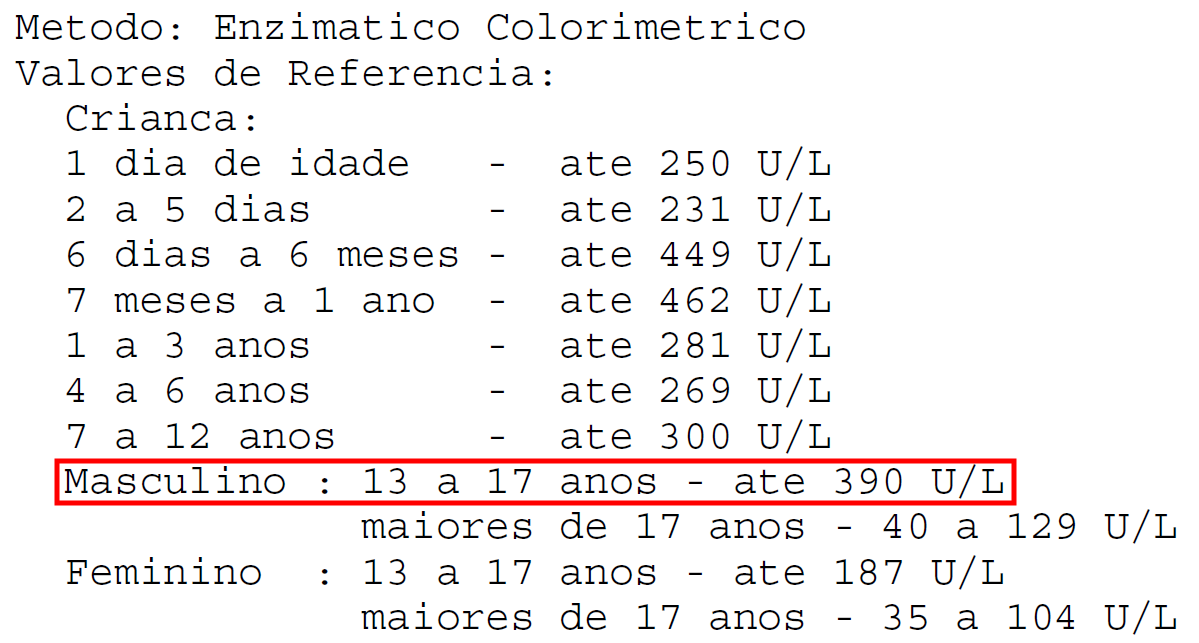 Metodo: Enzimatico Colorimetrico
Valores de Referencia:
Crianca:
1 dia de idade - ate 250 U/L
2 a 5 dias - ate 231 U/L
6 dias a 6 meses - ate 449 U/L
7 meses a 1 ano - ate 462 U/L
1 a 3 anos - ate 281 U/L
4 a 6 anos - ate 269 U/L
7 a 12 anos - ate 300 U/L
Masculino : 13 a 17 anos - ate 390 U/L
maiores de 17 anos - 40 a 129 U/L
Feminino : 13 a 17 anos - ate 187 U/L
maiores de 17 anos - 35 a 104 U/L